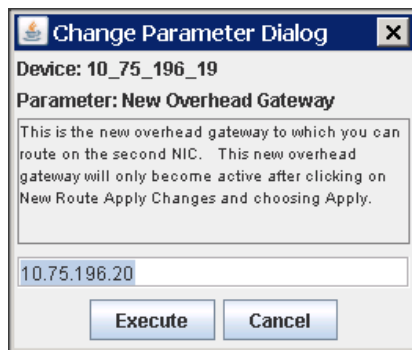 Change Parameter Dialog
Device: 10_75_196_19
Parameter: New Overhead Gateway
This is the new overhead gateway to which you can
route on the second NIC. This new overhead
gateway will only become active after clicking on
New Route Apply Changes and choosing Apply.
10.75.196.20
Execute Cancel